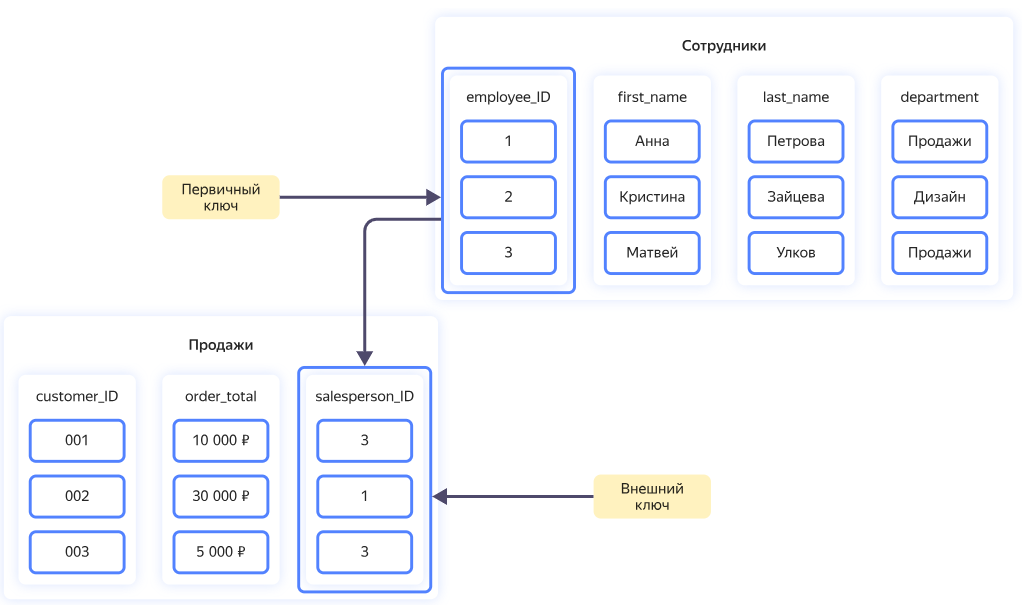 Сотрудники
employee_ID first_name last_name department
1 Анна Петрова Продажи
2 Кристина Зайцева Дизайн
3 Матвей Улков Продажи
Первичный
ключ
Продажи
customer_ID order_total salesperson_ID
001 10 000 ₽ 3
002 30 000 ₽ 1
003 5 000 ₽ 3
Внешний
ключ